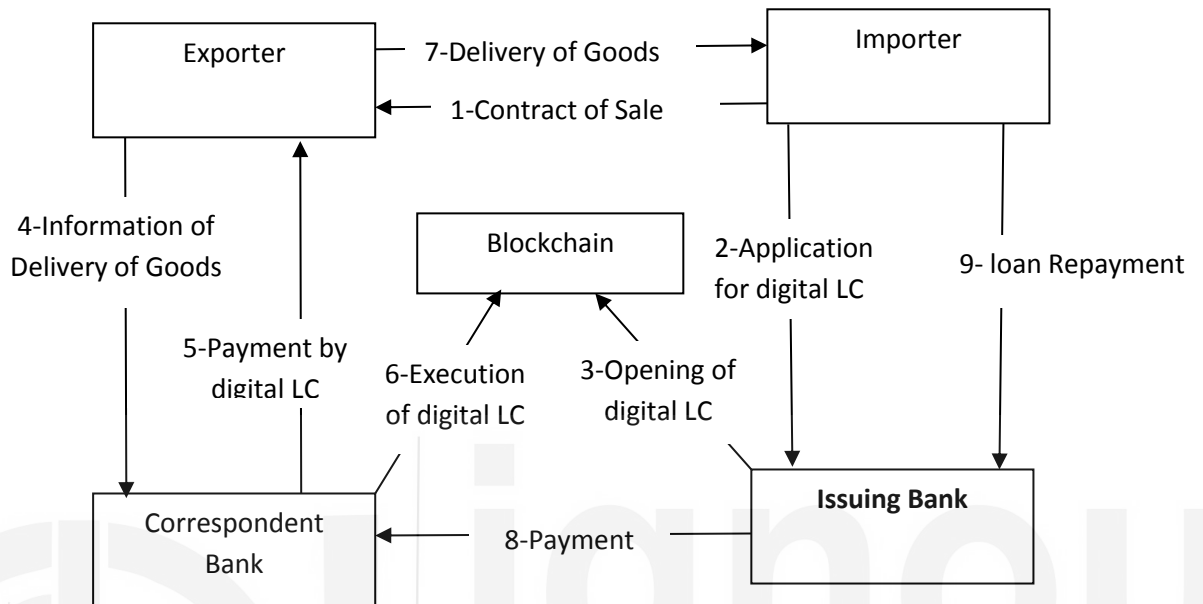 Exporter
7-Delivery of Goods
Importer
1-Contract of Sale
4-Information of
Delivery of Goods
Blockchain
2-Application
for digital LC
9- loan Repayment
5-Payment by
digital LC
6-Execution
of digital LC
3-Opening of
digital LC
Correspondent
Bank
8-Payment
Issuing Bank
ignou